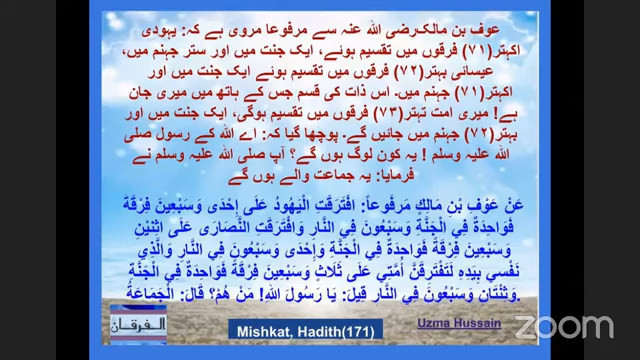 عوف بن مالک رضی اللہ عنہ سے مرفوعا مروی ہے کہ: یہودی
اکہتر(۷۱) فرقوں میں تقسیم ہوئے، ایک جنت میں اور ستر جہنم میں،
عیسائی بہتر(۷۲) فرقوں میں تقسیم ہوئے ایک جنت میں اور
اکہتر(۷۱) جہنم میں۔ اس ذات کی قسم جس کے ہاتھ میں میری جان
ہے! میری امت تہتر(۷۳) فرقوں میں تقسیم ہوگی، ایک جنت میں اور
بہتر(۷۲) جہنم میں جائیں گے۔ پوچھا گیا کہ: اے اللہ کے رسول صلی
اللہ علیہ وسلم ! یہ کون لوگ ہوں گے؟ آپ صلی اللہ علیہ وسلم نے
فرمایا: یہ جماعت والے ہوں گے
عَنْ عَوْفِ بْنِ مَالِكٍ مَرفُوعاً: افْتَرَقَتِ الْيَهُودُ عَلَى إِحْدَى وَسَبْعِينَ فِرْقَةً
فَوَاحِدَةٌ فِي الْجَنَّةِ وَسَبْعُونَ فِي النَّارِ وَافْتَرَقَتِ النَّصَارَى عَلَى اثْنَتَيْنِ
وَسَبْعِينَ فِرْقَةً فَوَاحِدَةٌ فِي الْجَنَّةِ وَإِحْدَى وَسَبْعُونَ فِي النَّارِ وَالَّذِي
نَفْسِي بِيَدِهِ لَتَفْتَرِقَنَّ أُمَّتِي عَلَى ثَلَاثٍ وَسَبْعِينَ فِرْقَةً فَوَاحِدَةٌ فِي الْجَنَّةِ
وَثِنْتَانِ وَسَبْعُونَ فِي النَّارِ قِيلَ: يَا رَسُولَ اللهِ! مَنْ هُمْ؟ قَالَ: الْجَمَاعَةُ.
الفرقان
Mishkat, Hadith(171)
Uzma Hussain
zoom